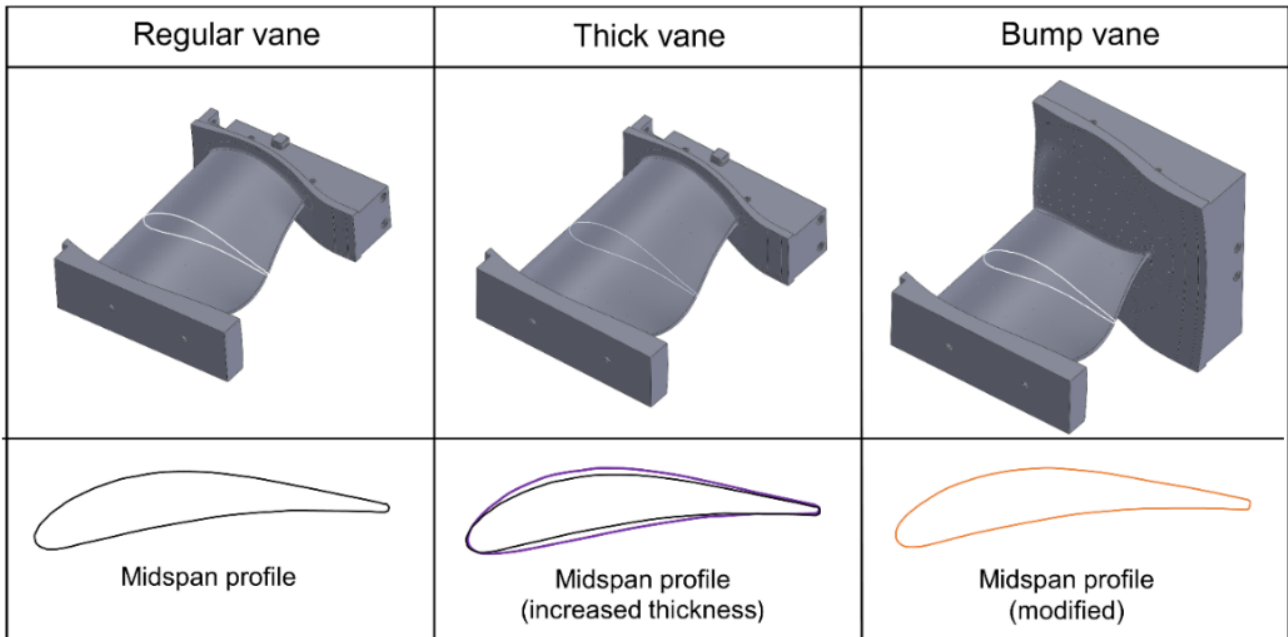 Regular vane
Thick vane
Bump vane
Midspan profile
Midspan profile
(increased thickness)
Midspan profile
(modified)